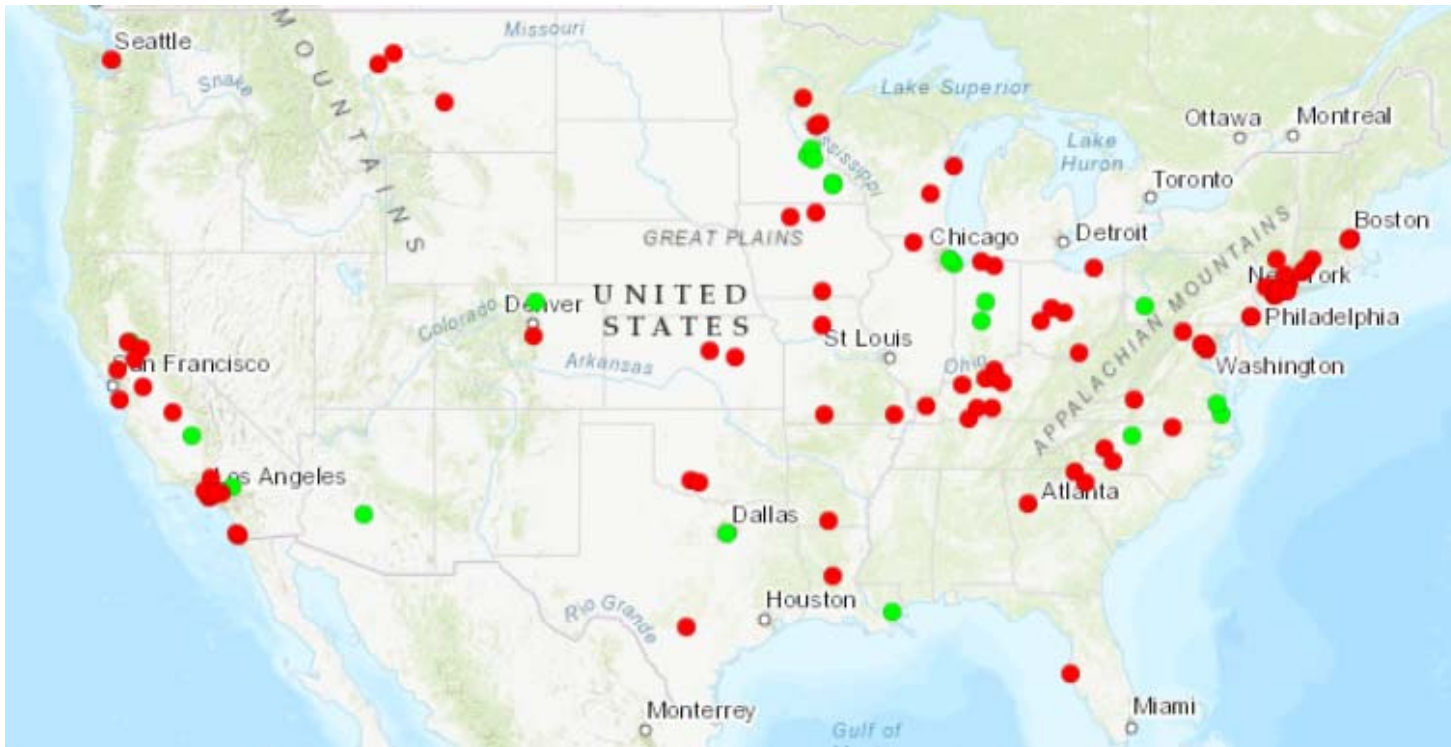 Seattle
MOUNTAINS
Snake
Missouri
Lake Superior
Ottawa
Montreal
Lake
Huron
Mississippi
Toronto
GREAT PLAINS
Chicago
Detroit
Boston
New York
UNITED
STATES
Denver
Colorado
Arkansas
St Louis
Ohio
APPALACHIAN MOUNTAINS
Philadelphia
Washington
San Francisco
Los Angeles
Atlanta
Dallas
Houston
Rio Grande
Monterrey
Miami
Gulf of